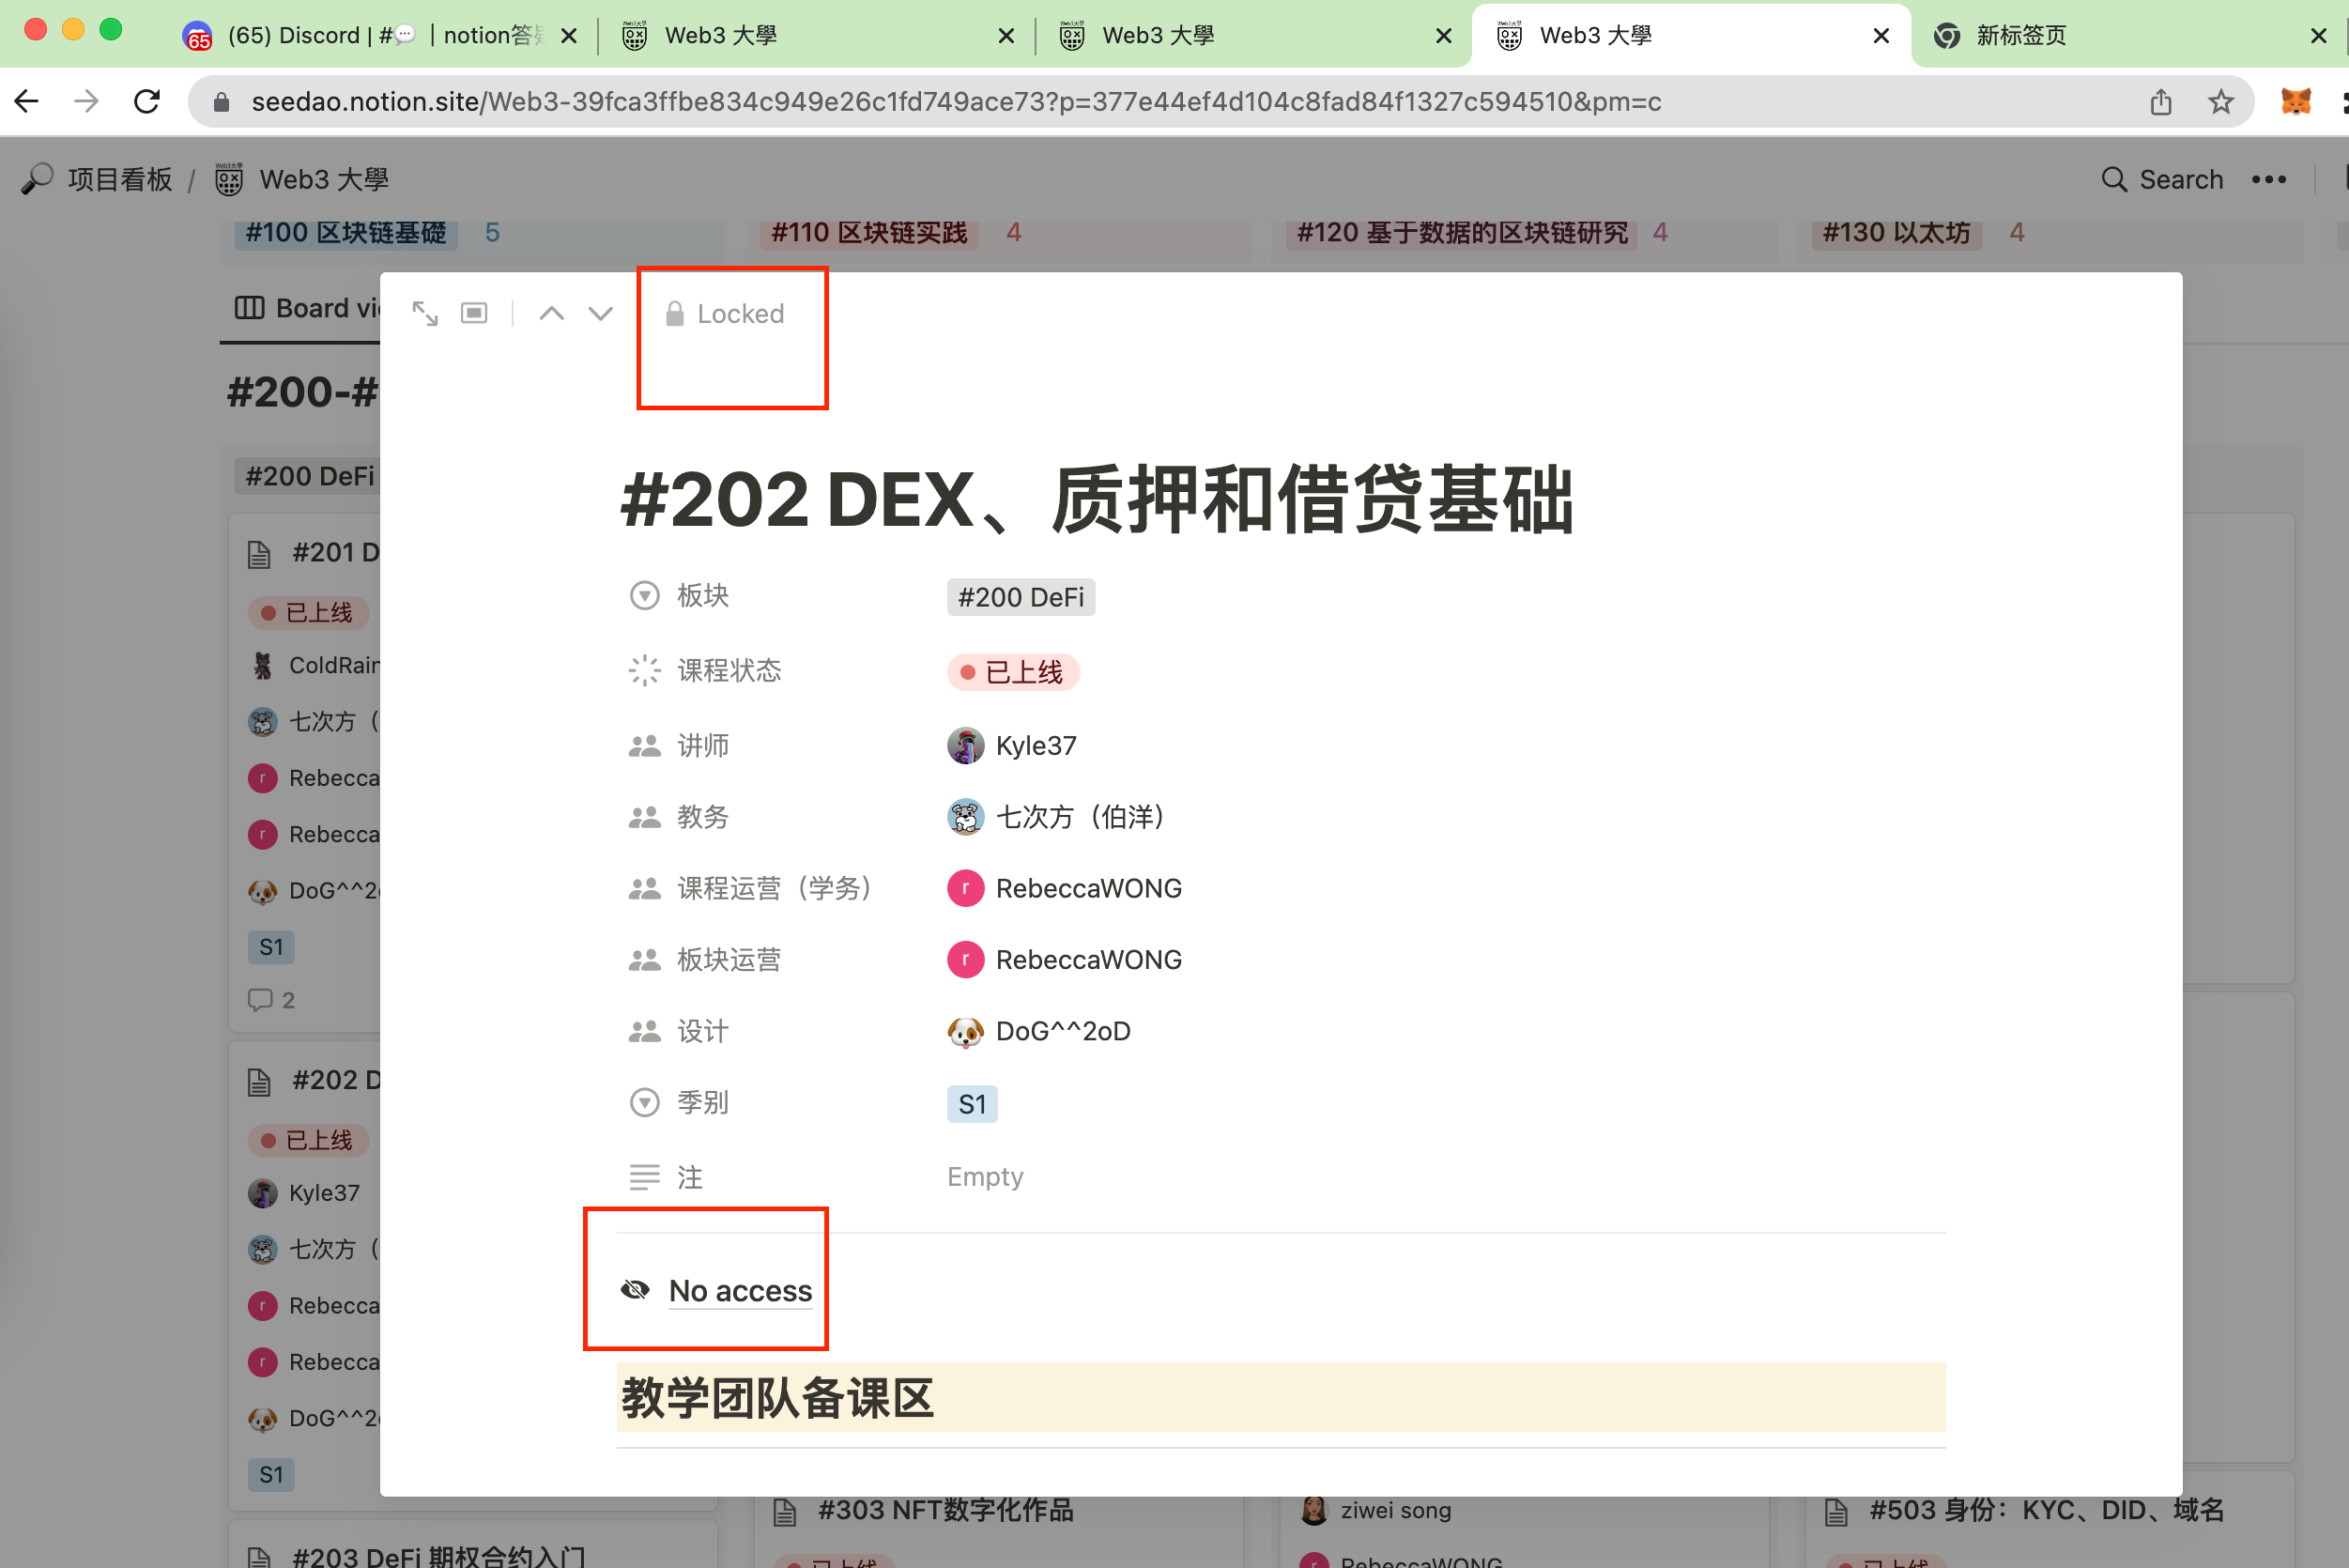 (65) Discord | #💬 | notion答疑
Web3 大學
Web3 大學
Web3 大學
新标签页
seedao.notion.site/Web3-39fca3ffbe834c949e26c1fd749ace73?p=377e44ef4d104c8fad84f1327c594510&pm=c
项目看板 / Web3 大學
Search
#100 区块链基礎 5
#110 区块链实践 4
#120 基于数据的区块链研究 4
#130 以太坊 4
Board vi
Locked
#200-#
#202 DEX、质押和借贷基础
#200 DeFi
#201 D
已上线
ColdRain
七次方（
Rebecca
Rebecca
DoG^^2
S1
2
#202 D
已上线
Kyle37
七次方（
Rebecca
Rebecca
DoG^^2
S1
#203 DeFi 期权合约入门
板块 #200 DeFi
课程状态 已上线
讲师 Kyle37
教务 七次方（伯洋）
课程运营（学务） r RebeccaWONG
板块运营 r RebeccaWONG
设计 DoG^^2oD
季别 S1
注 Empty
No access
教学团队备课区
#303 NFT数字化作品
已上线
ziwei song
RebeccaWONG
#503 身份：KYC、DID、域名
已上线